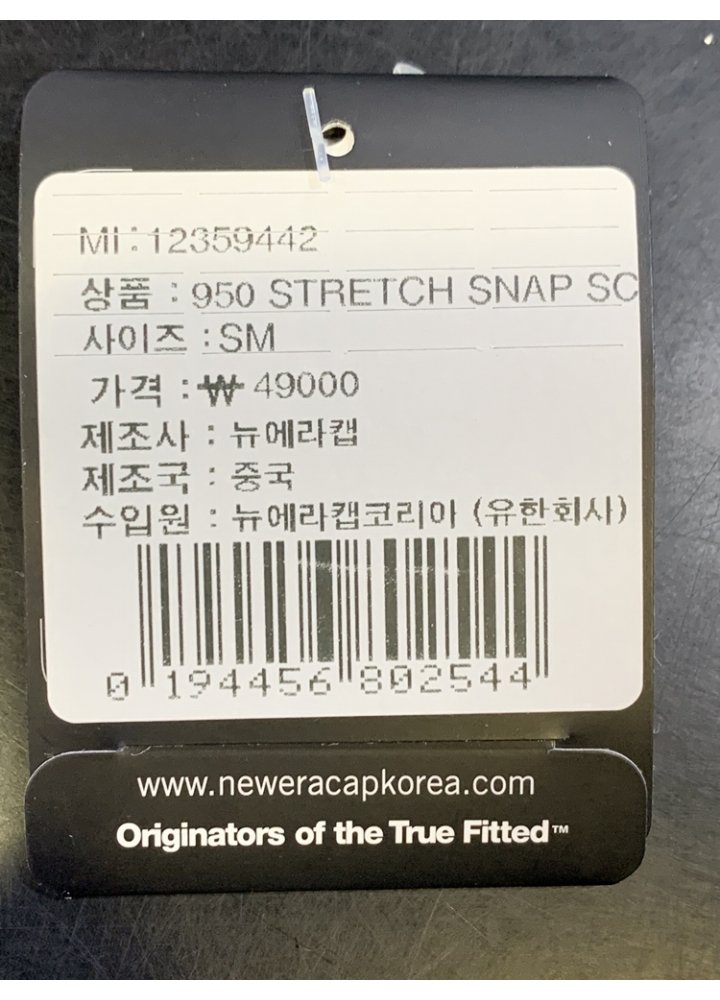 MI:12359442
상품 : 950 STRETCH SNAP SC
사이즈 :SM
가격 :₩ 49000
제조사 : 뉴에라캡
제조국 : 중국
수입원 : 뉴에라캡코리아 (유한회사)
0 194456 802544
www.neweracapkorea.com
Originators of the True Fitted™